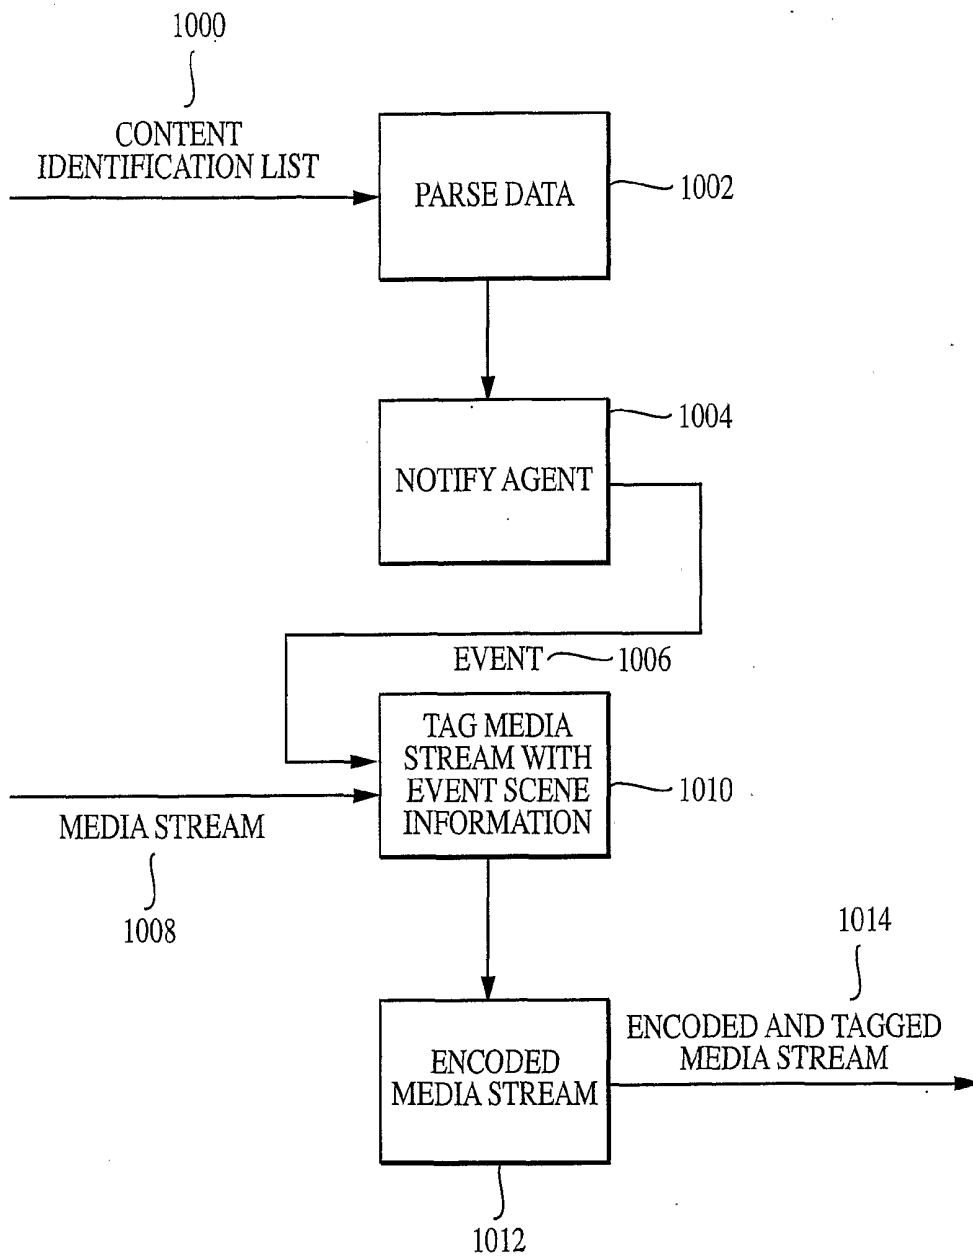 1000
CONTENT
IDENTIFICATION LIST
PARSE DATA
1002
1004
NOTIFY AGENT
EVENT
1006
TAG MEDIA
STREAM WITH
EVENT SCENE
INFORMATION
1010
MEDIA STREAM
1008
1014
ENCODED AND TAGGED
MEDIA STREAM
ENCODED
MEDIA STREAM
1012